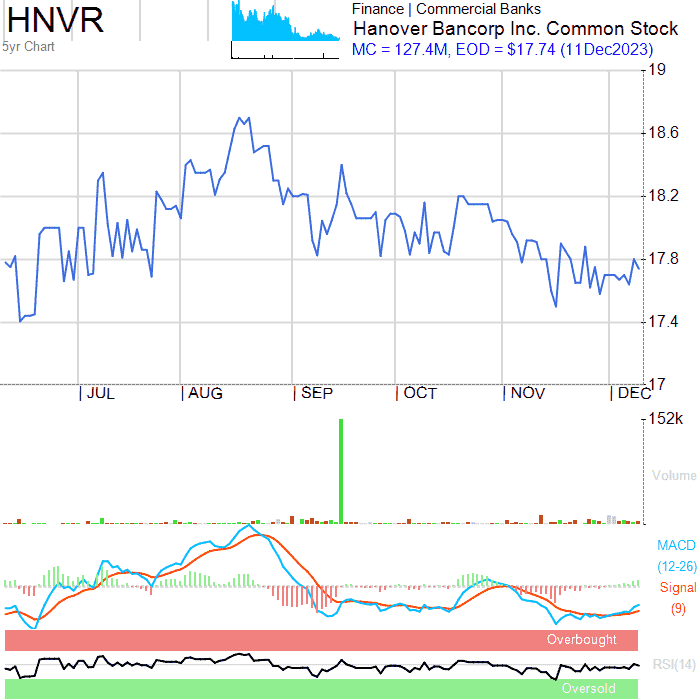 HNVR
5yr Chart
Finance | Commercial Banks
Hanover Bancorp Inc. Common Stock
MC = 127.4M, EOD = $17.74 (11Dec2023)
19
18.6
18.2
17.8
17.4
17
JUL
AUG
SEP
OCT
NOV
DEC
152k
Volume
MACD
(12-26)
Signal
(9)
Overbought
RSI(14)
Oversold